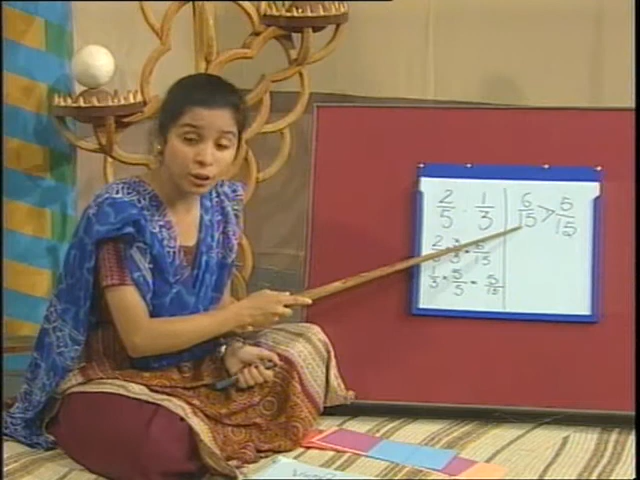 2/5 . 1/3
2/5 × 3/3 = 6/15
1/3 × 5/5 = 5/15
6/15 > 5/15